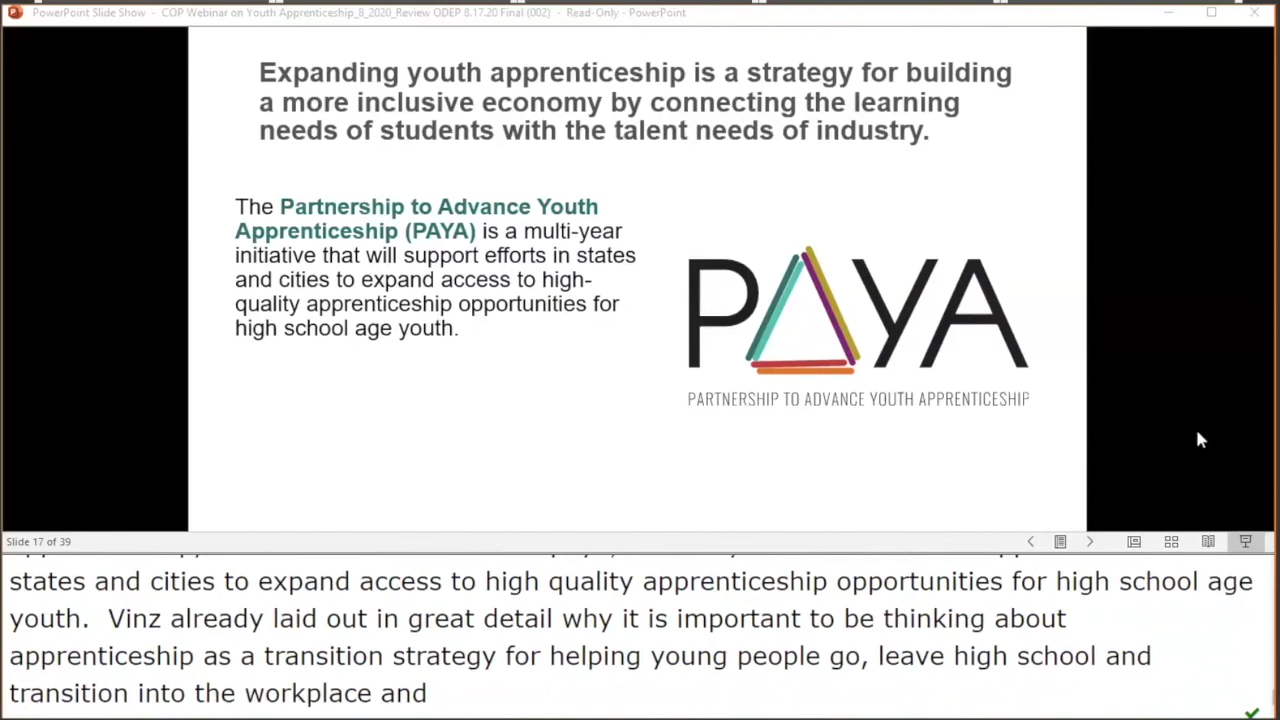 PowerPoint Slide Show - COP Webinar on Youth Apprenticeship_8_2020_Review ODEP 8.17.20 Final (002) - Read-Only - PowerPoint
Expanding youth apprenticeship is a strategy for building
a more inclusive economy by connecting the learning
needs of students with the talent needs of industry.
The Partnership to Advance Youth
Apprenticeship (PAYA) is a multi-year
initiative that will support efforts in states
and cities to expand access to high-
quality apprenticeship opportunities for
high school age youth.
PAYA
PARTNERSHIP TO ADVANCE YOUTH APPRENTICESHIP
Slide 17 of 39
states and cities to expand access to high quality apprenticeship opportunities for high school age
youth.  Vinz already laid out in great detail why it is important to be thinking about
apprenticeship as a transition strategy for helping young people go, leave high school and
transition into the workplace and